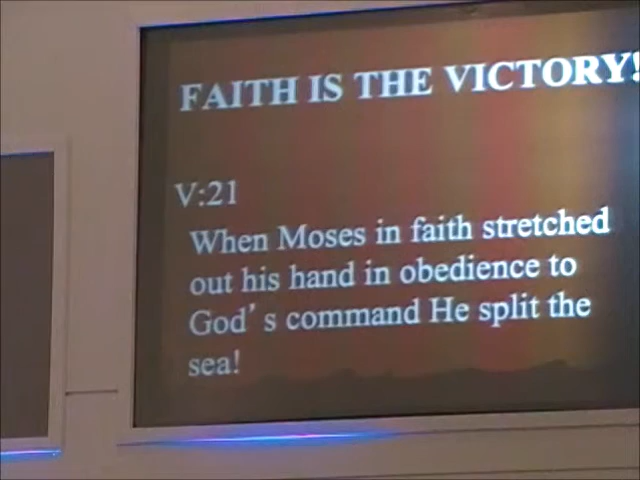 FAITH IS THE VICTORY!
V:21
When Moses in faith stretched
out his hand in obedience to
God's command He split the
sea!